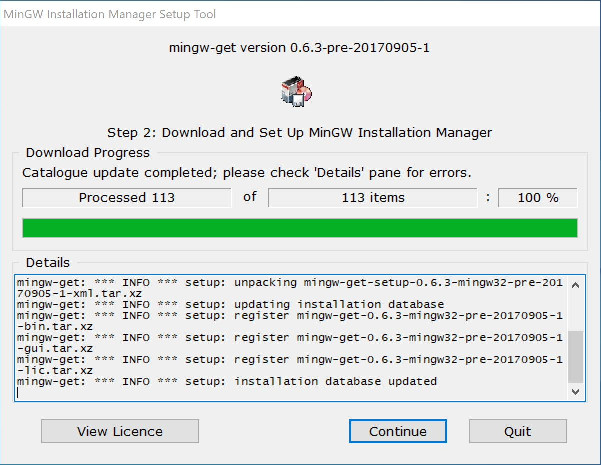 MinGW Installation Manager Setup Tool
mingw-get version 0.6.3-pre-20170905-1
Step 2: Download and Set Up MinGW Installation Manager
Download Progress
Catalogue update completed; please check 'Details' pane for errors.
Processed 113 of 113 items : 100 %
Details
mingw-get: *** INFO *** setup: unpacking mingw-get-setup-0.6.3-mingw32-pre-201
70905-1-xml.tar.xz
mingw-get: *** INFO *** setup: updating installation database
mingw-get: *** INFO *** setup: register mingw-get-0.6.3-mingw32-pre-20170905-1
-bin.tar.xz
mingw-get: *** INFO *** setup: register mingw-get-0.6.3-mingw32-pre-20170905-1
-gui.tar.xz
mingw-get: *** INFO *** setup: register mingw-get-0.6.3-mingw32-pre-20170905-1
-lic.tar.xz
mingw-get: *** INFO *** setup: installation database updated
View Licence Continue Quit